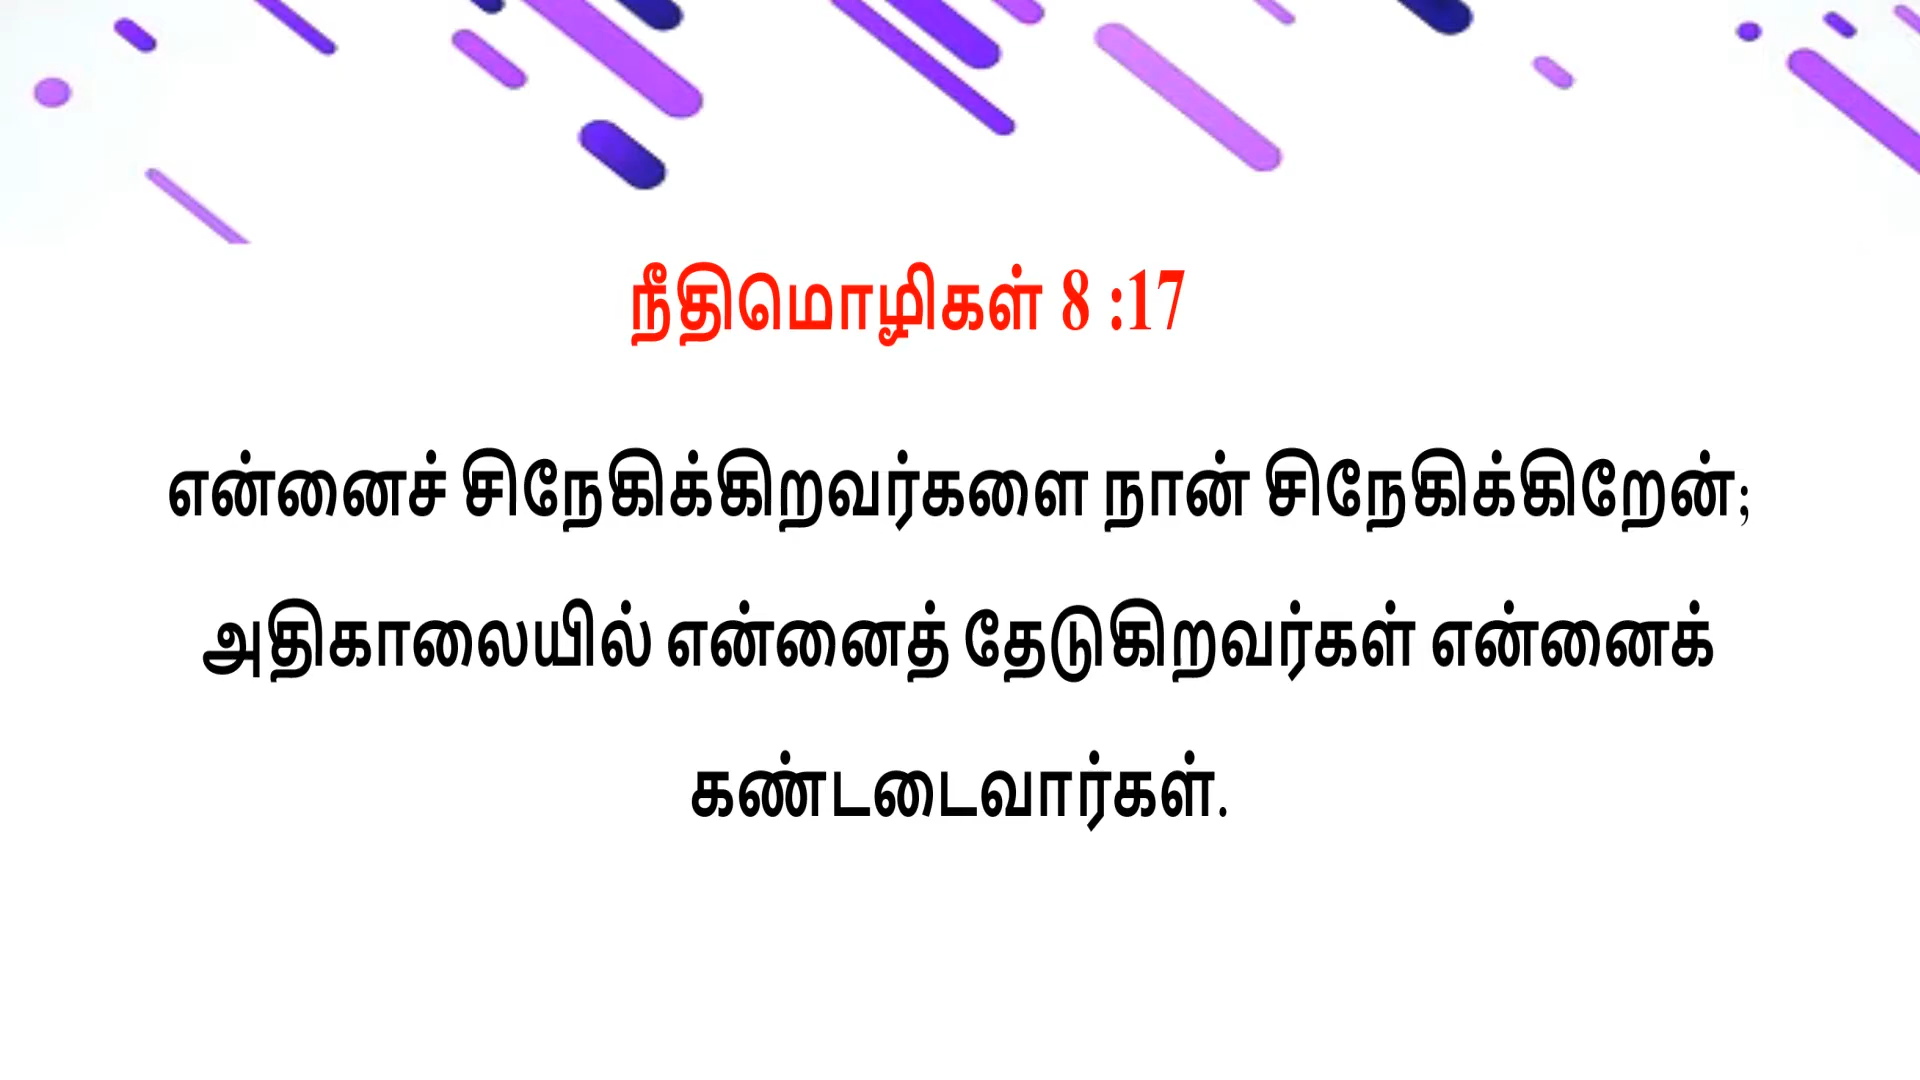 நீதிமொழிகள் 8 :17
என்னைச் சிநேகிக்கிறவர்களை நான் சிநேகிக்கிறேன்;
அதிகாலையில் என்னைத் தேடுகிறவர்கள் என்னைக்
கண்டடைவார்கள்.